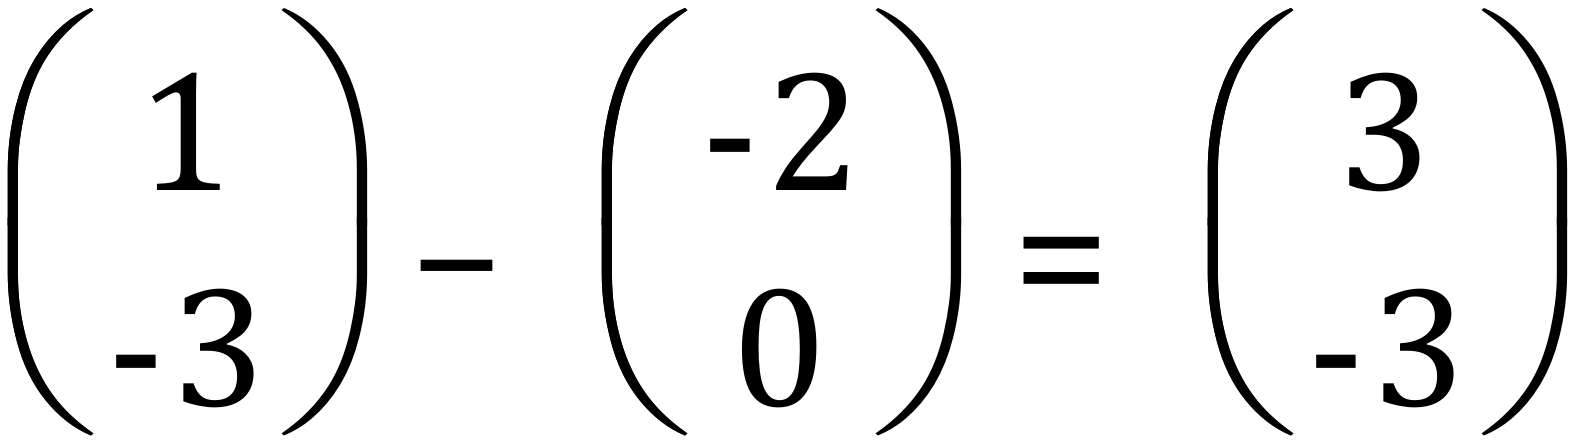 ( 1 ) – ( -2 ) = ( 3 )
( -3 ) ( 0 ) ( -3 )